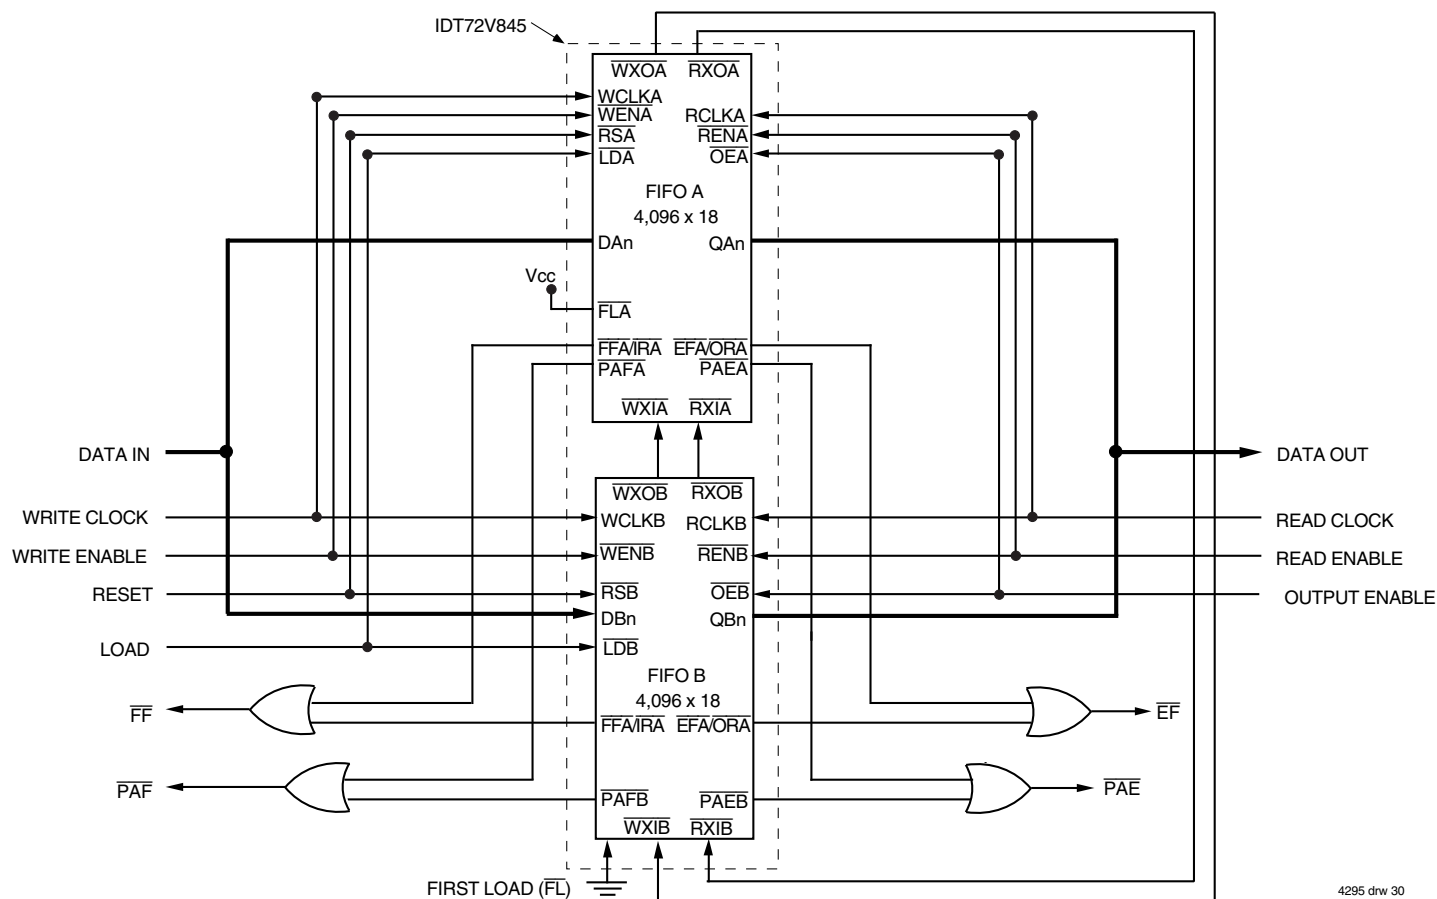 IDT72V845
WXOA RXOA
WCLKA
WENA RCLKA
RSA RENA
LDA OEA
FIFO A
4,096 x 18
DAn QAn
Vcc
FLA
FFA/IRA EFA/ORA
PAFA PAEA
WXIA RXIA
DATA IN DATA OUT
WXOB RXOB
WRITE CLOCK WCLKB RCLKB READ CLOCK
WRITE ENABLE WENB RENB READ ENABLE
RESET RSB OEB OUTPUT ENABLE
DBn QBn
LOAD LDB
FIFO B
4,096 x 18
FF FFA/IRA EFA/ORA EF
PAF PAFB PAEB PAE
WXIB RXIB
FIRST LOAD (FL)
4295 drw 30